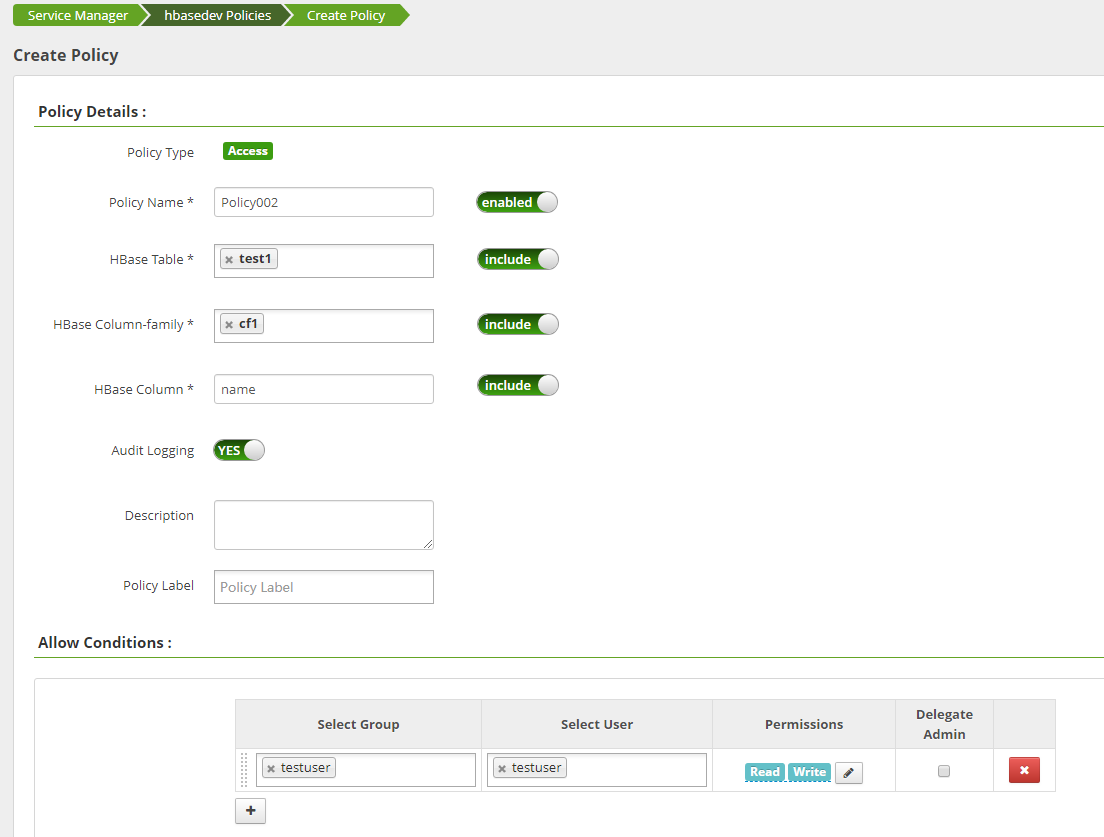 Service Manager hbasedev Policies Create Policy
Create Policy
Policy Details :
Policy Type Access
Policy Name * Policy002 enabled
HBase Table * × test1 include
HBase Column-family * × cf1 include
HBase Column * name include
Audit Logging YES
Description
Policy Label Policy Label
Allow Conditions :
Select Group Select User Permissions Delegate Admin
× testuser × testuser Read Write ×
+